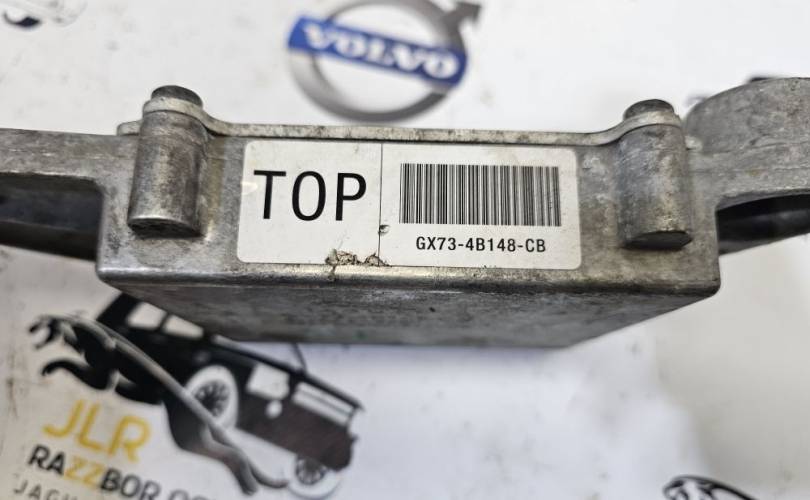 VOLVO
TOP
GX73-4B148-CB
JLR
RAZZBOR